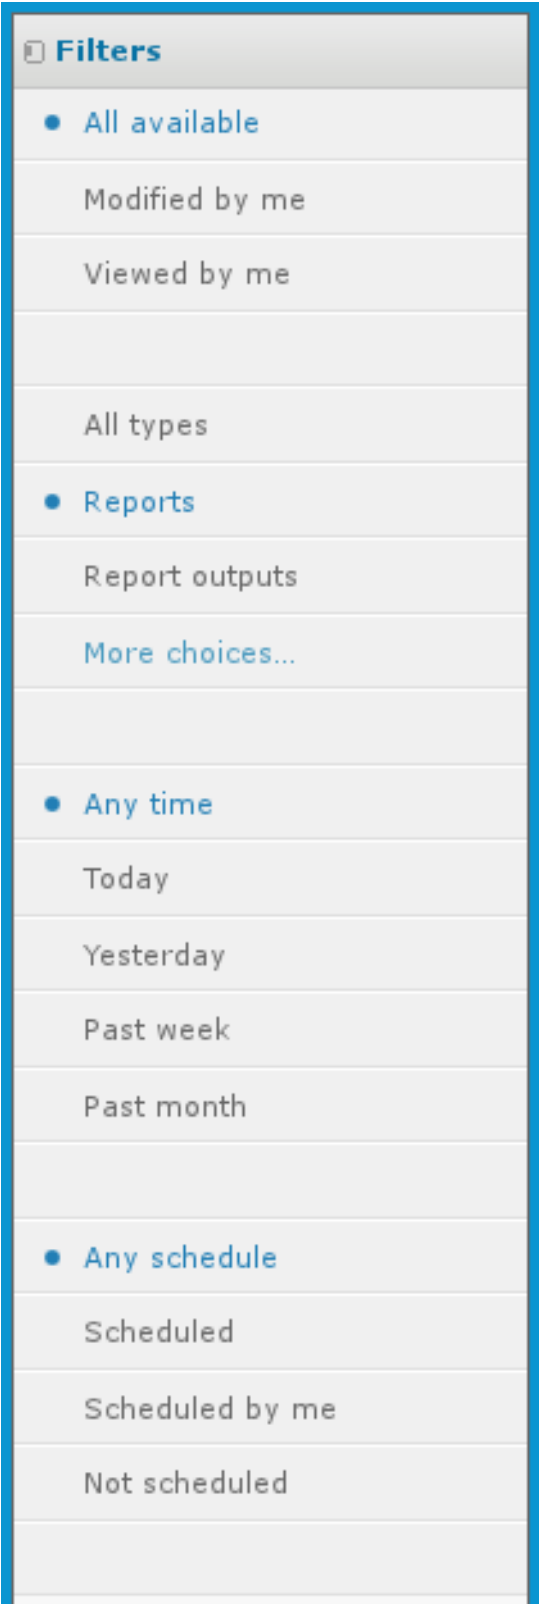 Filters
All available
Modified by me
Viewed by me
All types
Reports
Report outputs
More choices...
Any time
Today
Yesterday
Past week
Past month
Any schedule
Scheduled
Scheduled by me
Not scheduled